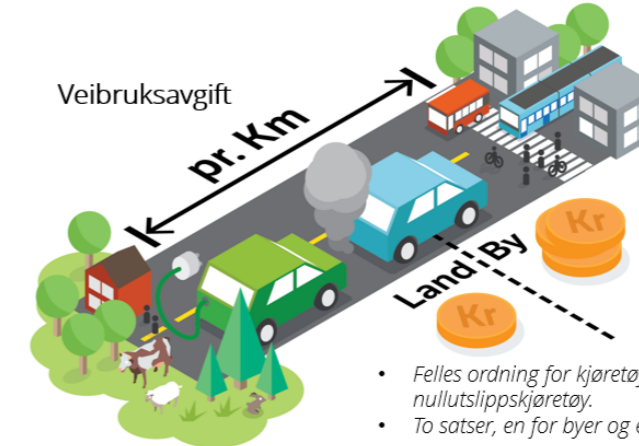 Veibruksavgift
pr. Km
Land
By
Kr
Kr
• Felles ordning for kjøretøy
nullutslippskjøretøy.
• To satser, en for byer og